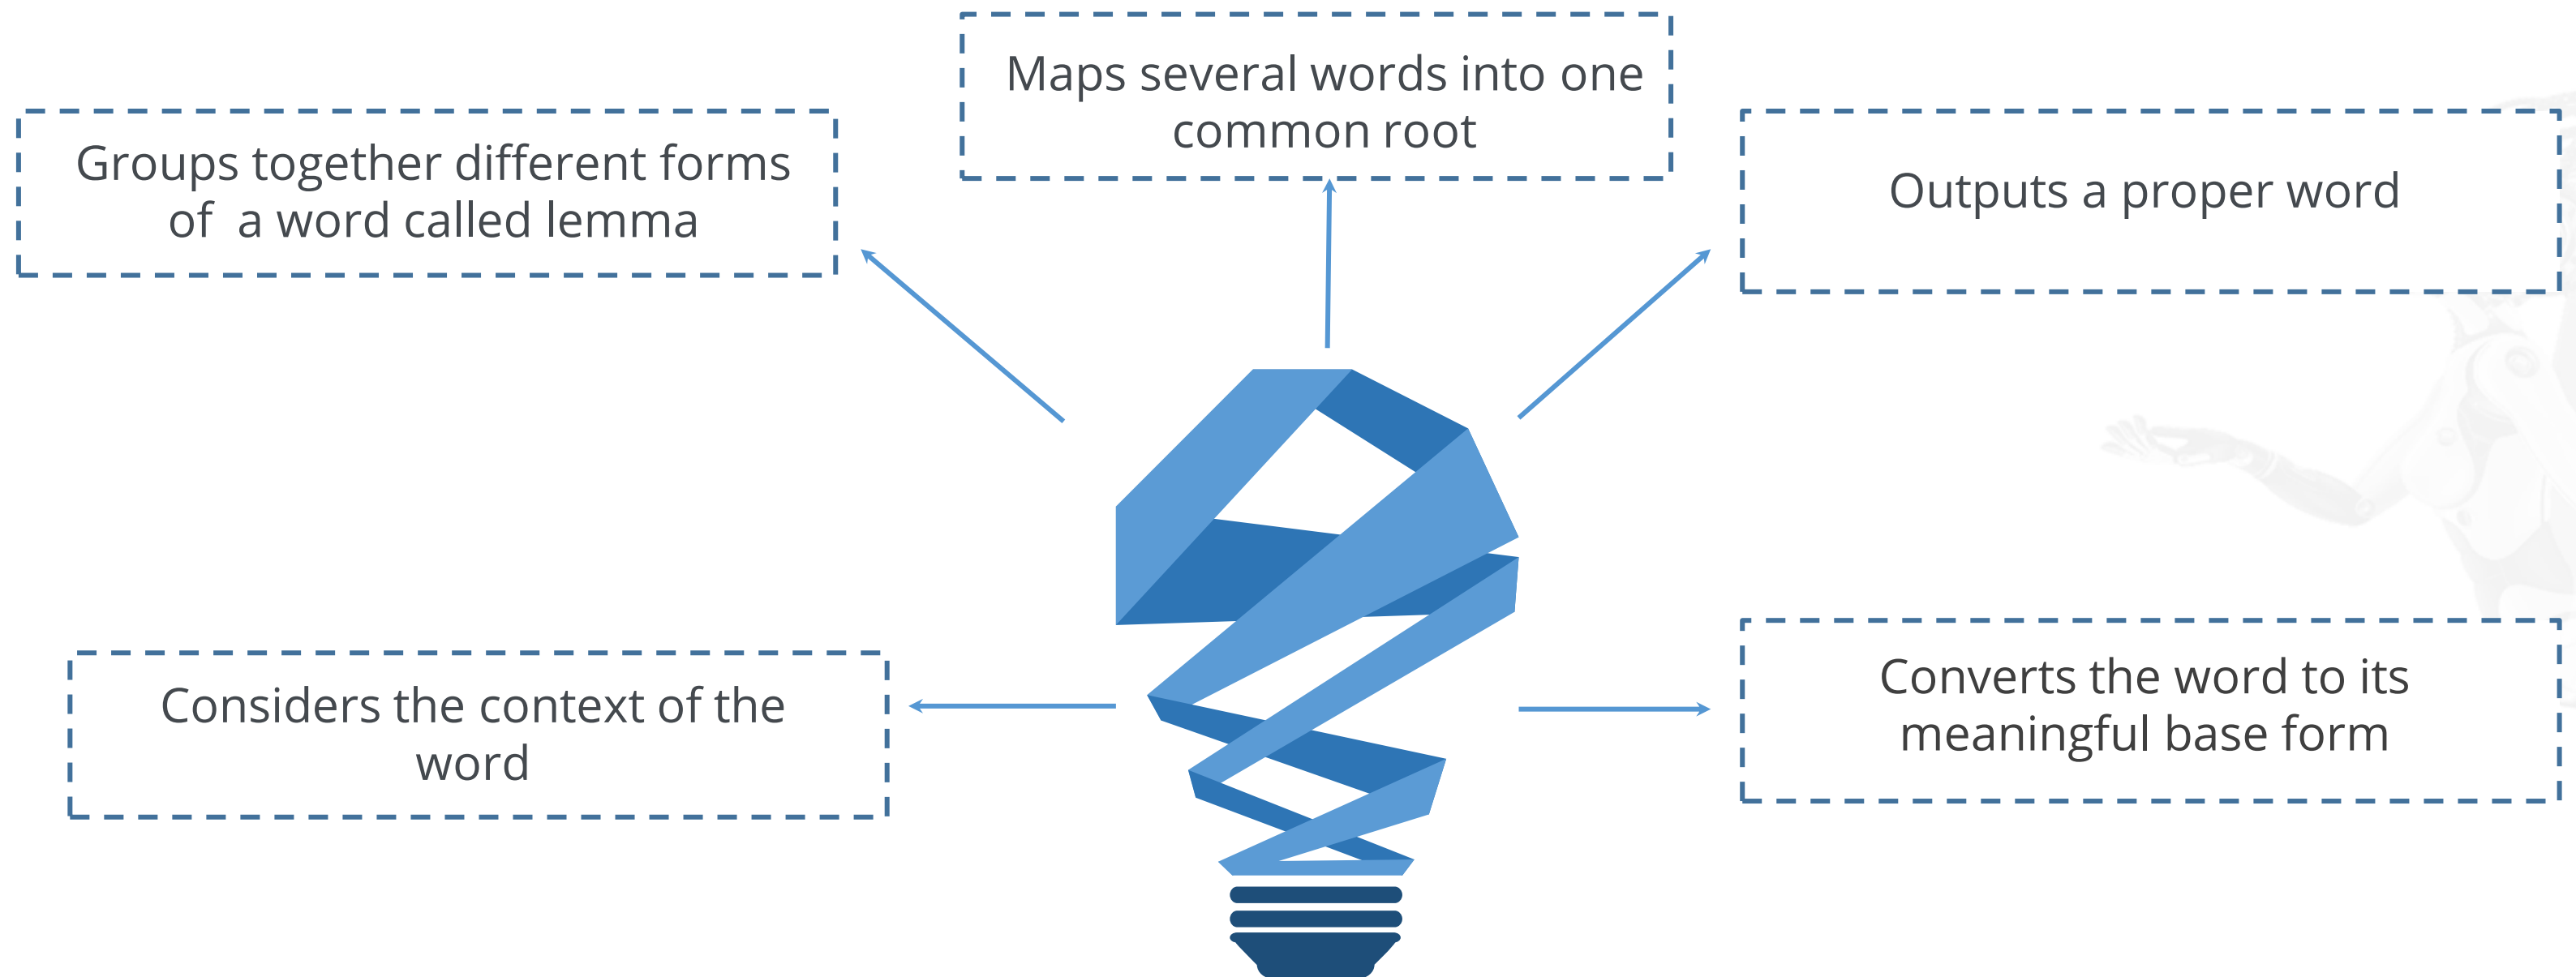 Maps several words into one
common root
Groups together different forms
of  a word called lemma
Outputs a proper word
Considers the context of the
word
Converts the word to its
meaningful base form